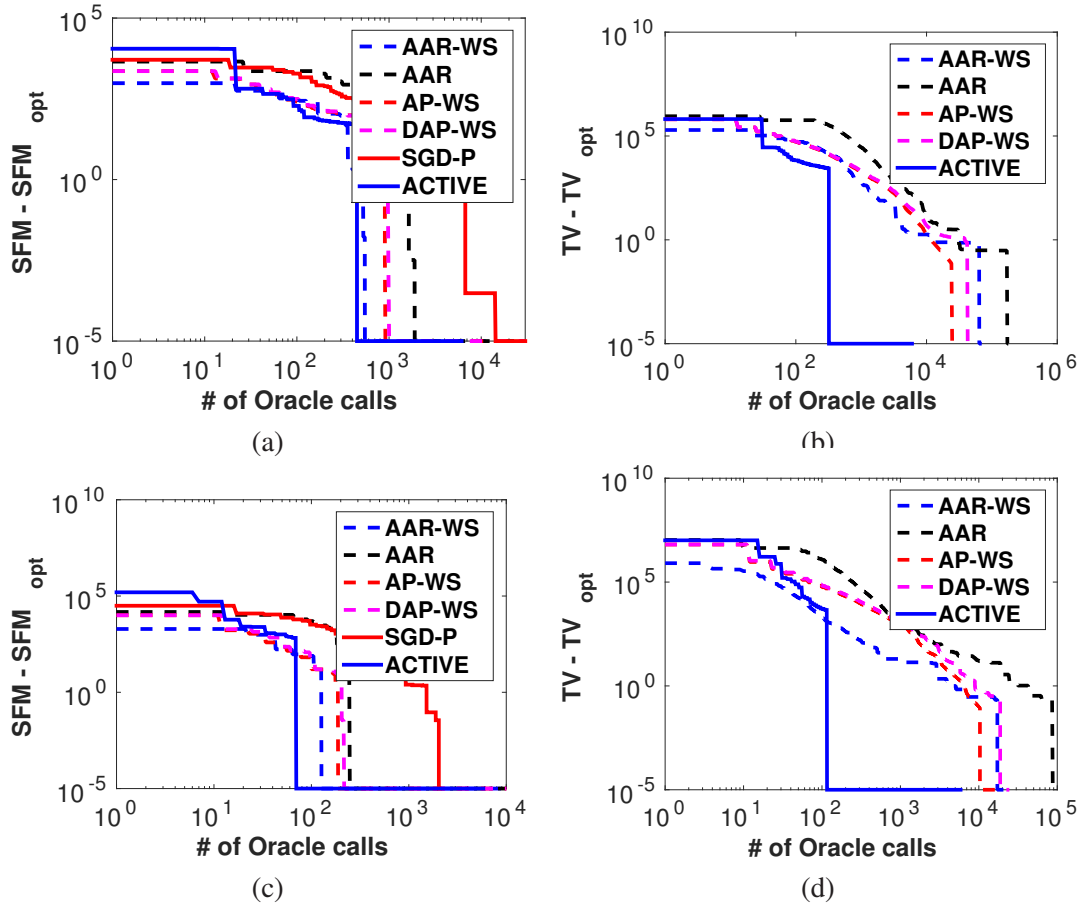 SFM - SFM opt
10^5
10^0
10^-5
AAR-WS
AAR
AP-WS
DAP-WS
SGD-P
ACTIVE
10^0 10^1 10^2 10^3 10^4
# of Oracle calls
(a)
TV - TV opt
10^10
10^5
10^0
10^-5
AAR-WS
AAR
AP-WS
DAP-WS
ACTIVE
10^0 10^2 10^4 10^6
# of Oracle calls
(b)
SFM - SFM opt
10^10
10^5
10^0
10^-5
AAR-WS
AAR
AP-WS
DAP-WS
SGD-P
ACTIVE
10^0 10^1 10^2 10^3 10^4
# of Oracle calls
(c)
TV - TV opt
10^10
10^5
10^0
10^-5
AAR-WS
AAR
AP-WS
DAP-WS
ACTIVE
10^0 10^1 10^2 10^3 10^4 10^5
# of Oracle calls
(d)